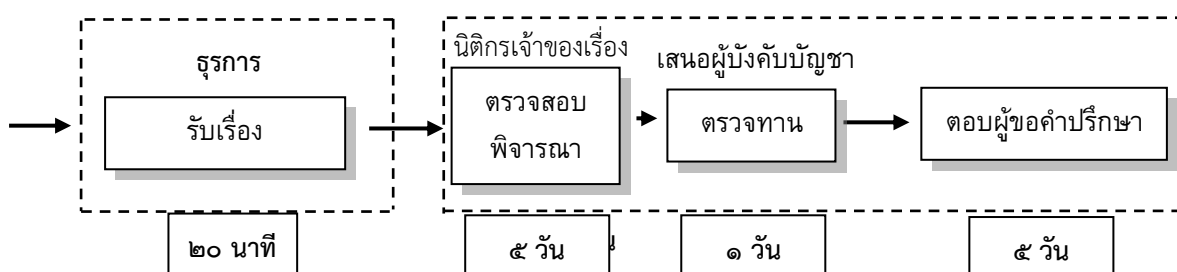 ธุรการ
รับเรื่อง
๒๐ นาที
นิติกรเจ้าของเรื่อง
ตรวจสอบ
พิจารณา
๕ วัน
เสนอผู้บังคับบัญชา
ตรวจทาน
๑ วัน
ตอบผู้ขอคำปรึกษา
๕ วัน